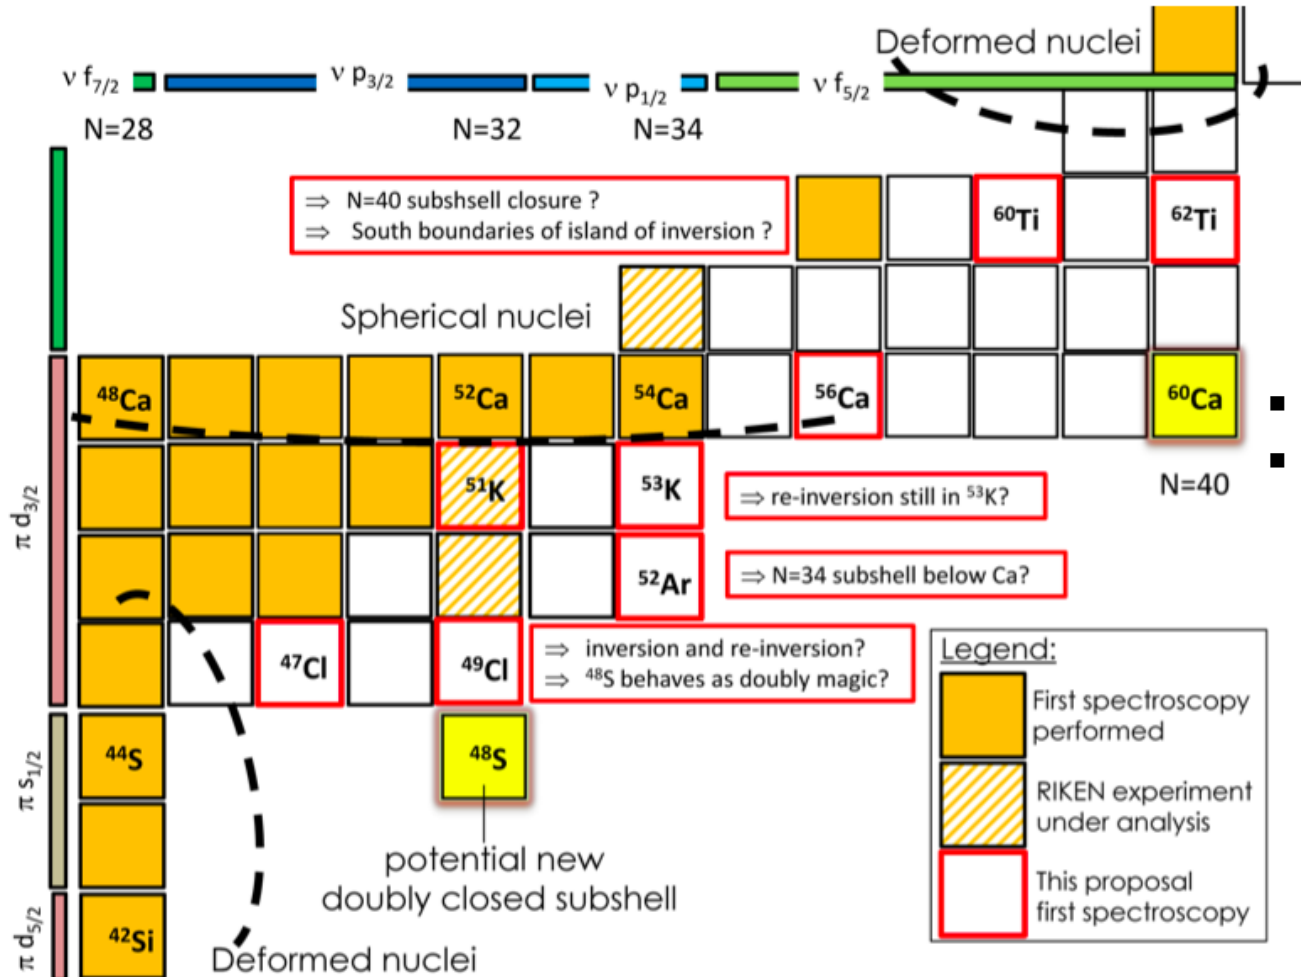 Deformed nuclei
ν f7/2
ν p3/2
ν p1/2
ν f5/2
N=28
N=32
N=34
⇒ N=40 subshsell closure ?
⇒ South boundaries of island of inversion ?
⁶⁰Ti
⁶²Ti
Spherical nuclei
⁴⁸Ca
⁵²Ca
⁵⁴Ca
⁵⁶Ca
⁶⁰Ca
π d3/2
⁵¹K
⁵³K
⇒ re-inversion still in ⁵³K?
N=40
⁵²Ar
⇒ N=34 subshell below Ca?
⁴⁷Cl
⁴⁹Cl
⇒ inversion and re-inversion?
⇒ ⁴⁸S behaves as doubly magic?
π s1/2
⁴⁴S
⁴⁸S
potential new
doubly closed subshell
π d5/2
⁴²Si
Deformed nuclei
Legend:
First spectroscopy
performed
RIKEN experiment
under analysis
This proposal
first spectroscopy